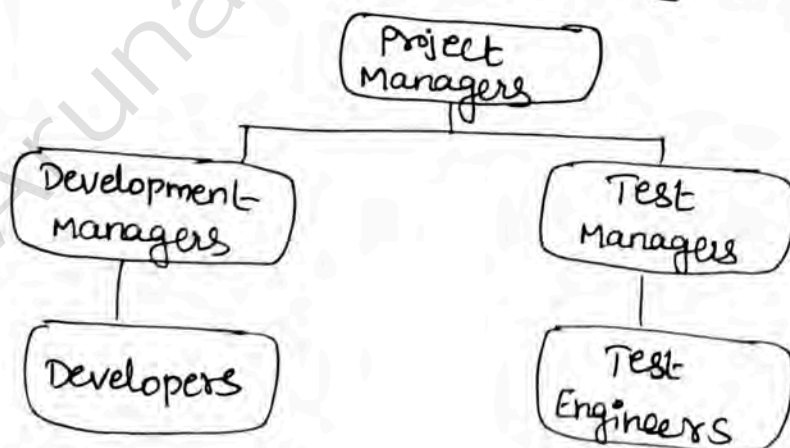 Project
Managers
Development
Managers
Test
Managers
Developers
Test
Engineers